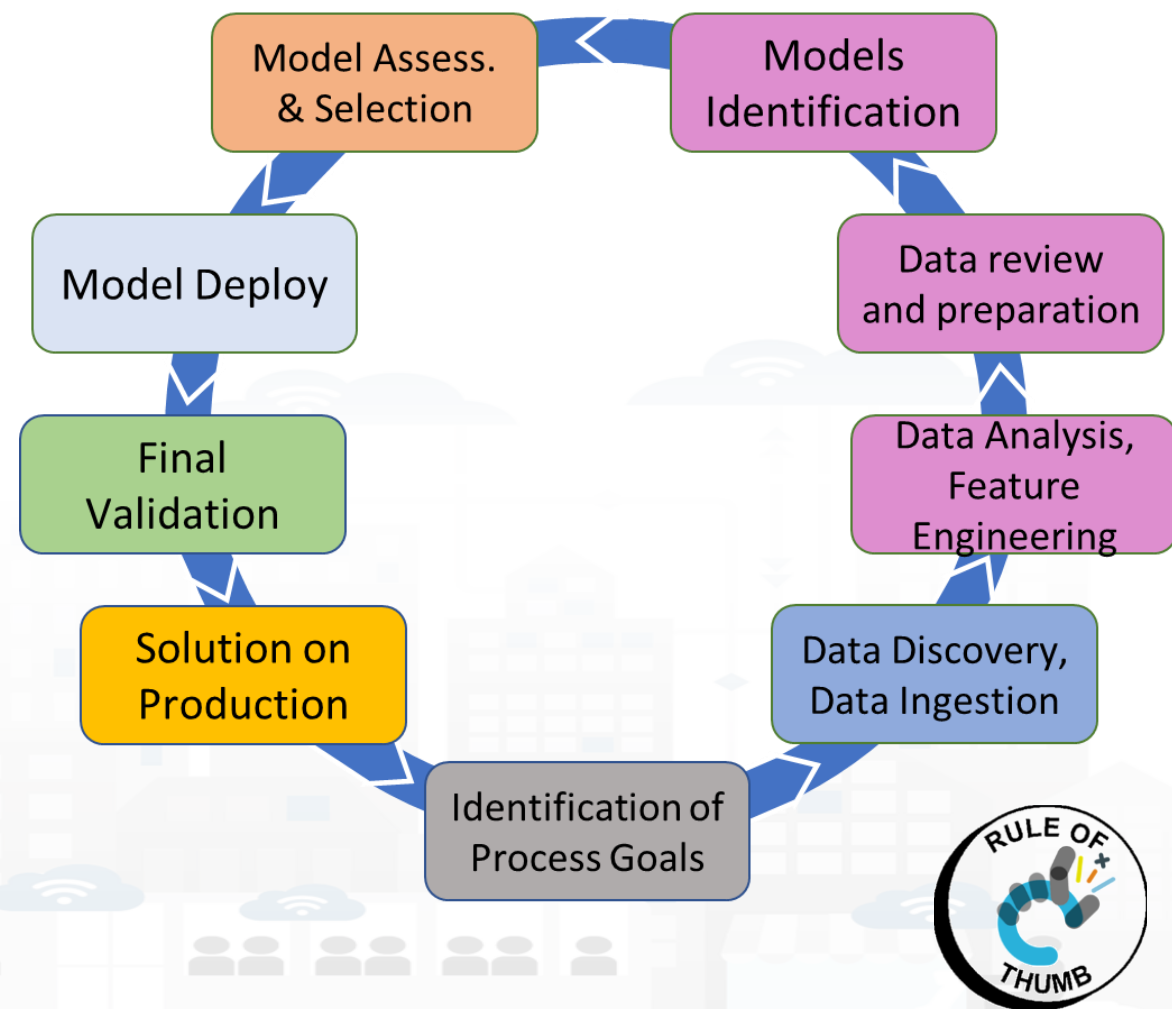 Model Assess.
& Selection
Models
Identification
Model Deploy
Data review
and preparation
Final
Validation
Data Analysis,
Feature
Engineering
Solution on
Production
Data Discovery,
Data Ingestion
Identification of
Process Goals
RULE OF
THUMB